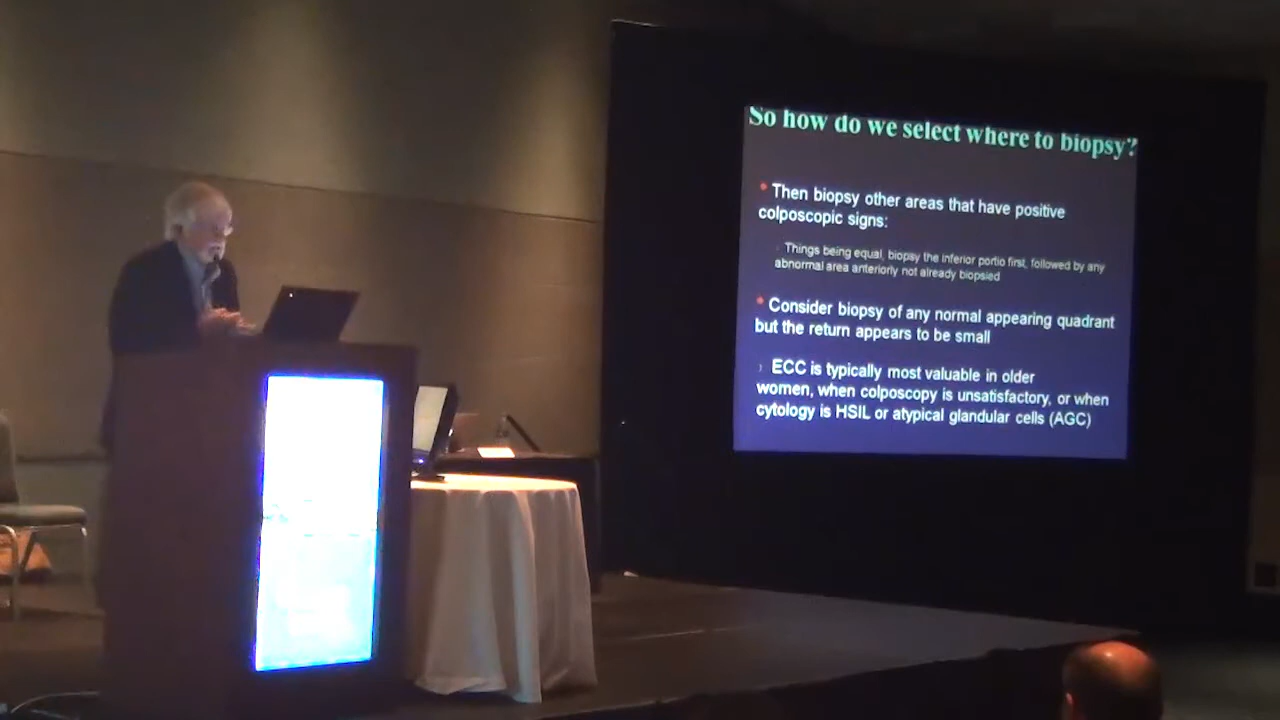 So how do we select where to biopsy?
Then biopsy other areas that have positive
colposcopic signs:
Things being equal, biopsy the inferior portio first, followed by any
abnormal area anteriorly not already biopsied
Consider biopsy of any normal appearing quadrant
but the return appears to be small
ECC is typically most valuable in older
women, when colposcopy is unsatisfactory, or when
cytology is HSIL or atypical glandular cells (AGC)